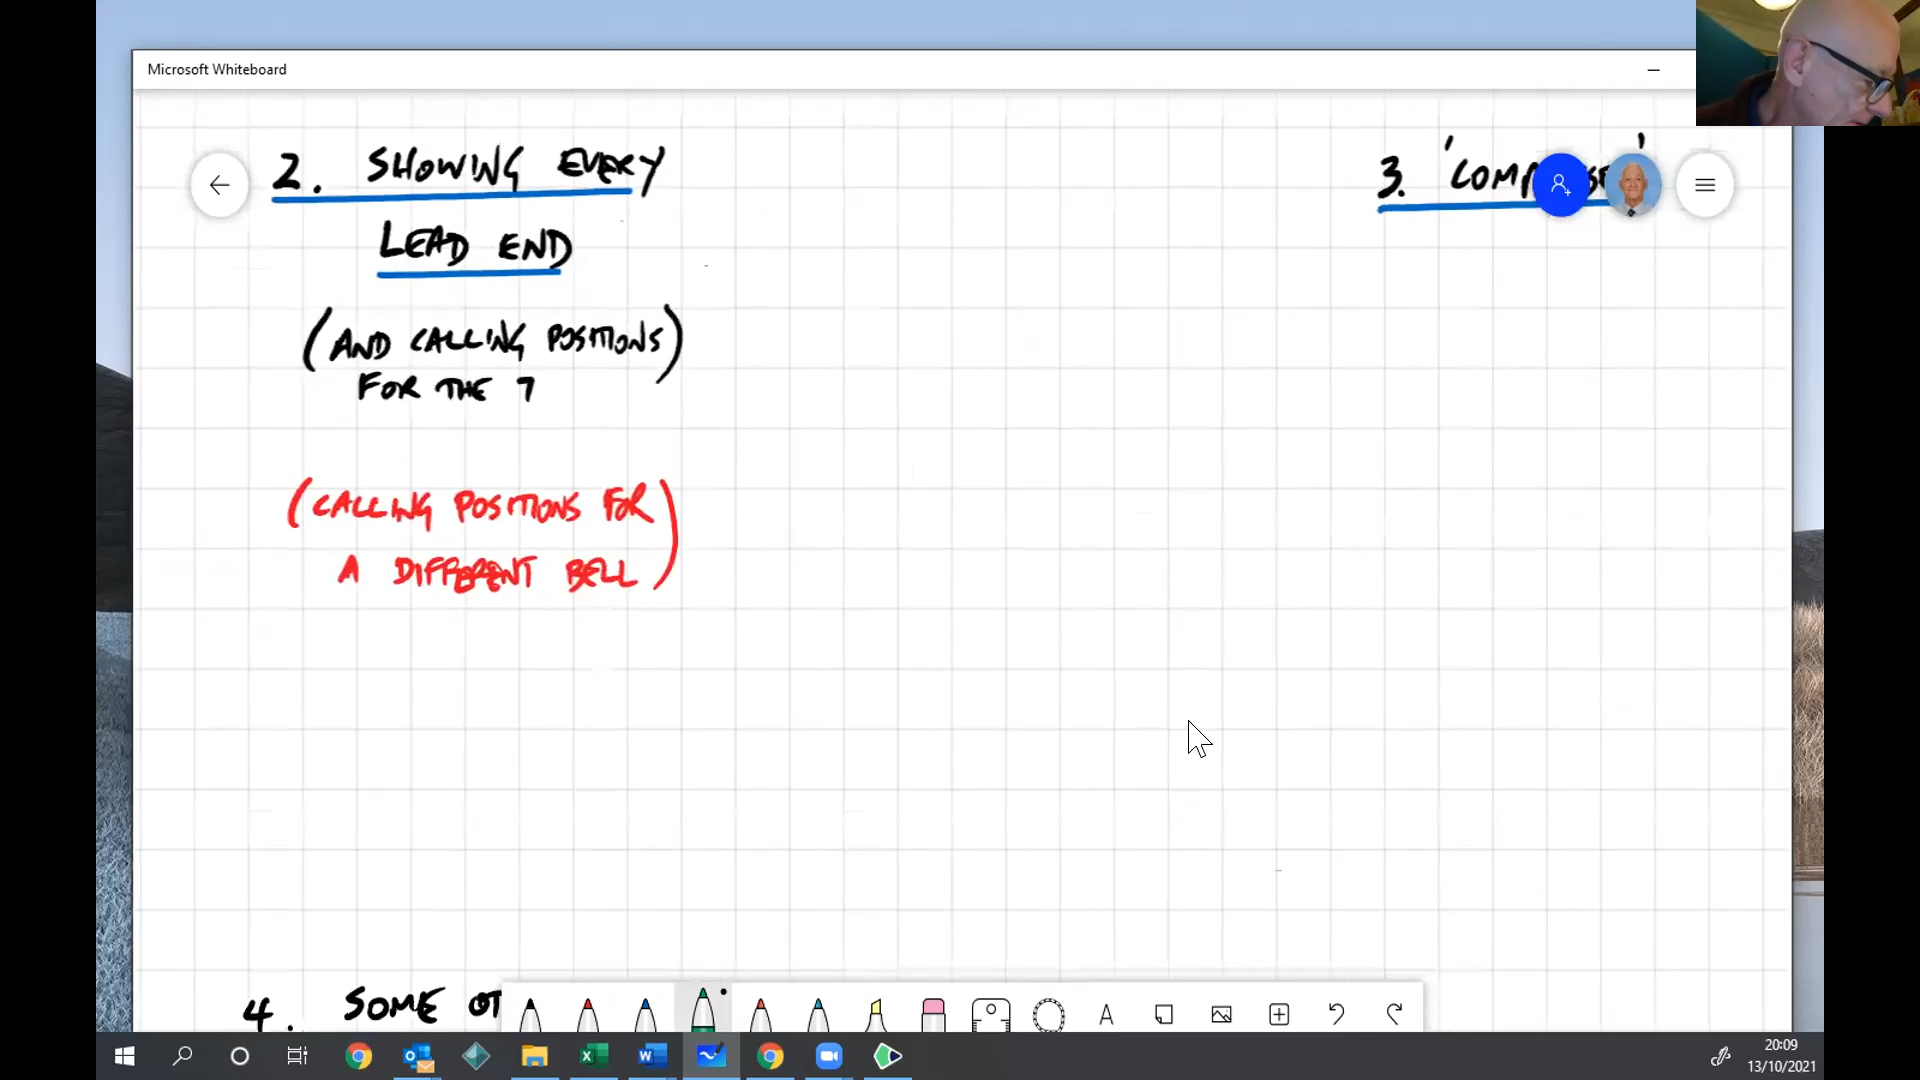 Microsoft Whiteboard
2. SHOWING EVERY
LEAD END
(AND CALLING POSITIONS)
FOR THE 7
(CALLING POSITIONS FOR
A DIFFERENT BELL)
3. '
4. SOME
20:09
13/10/2021